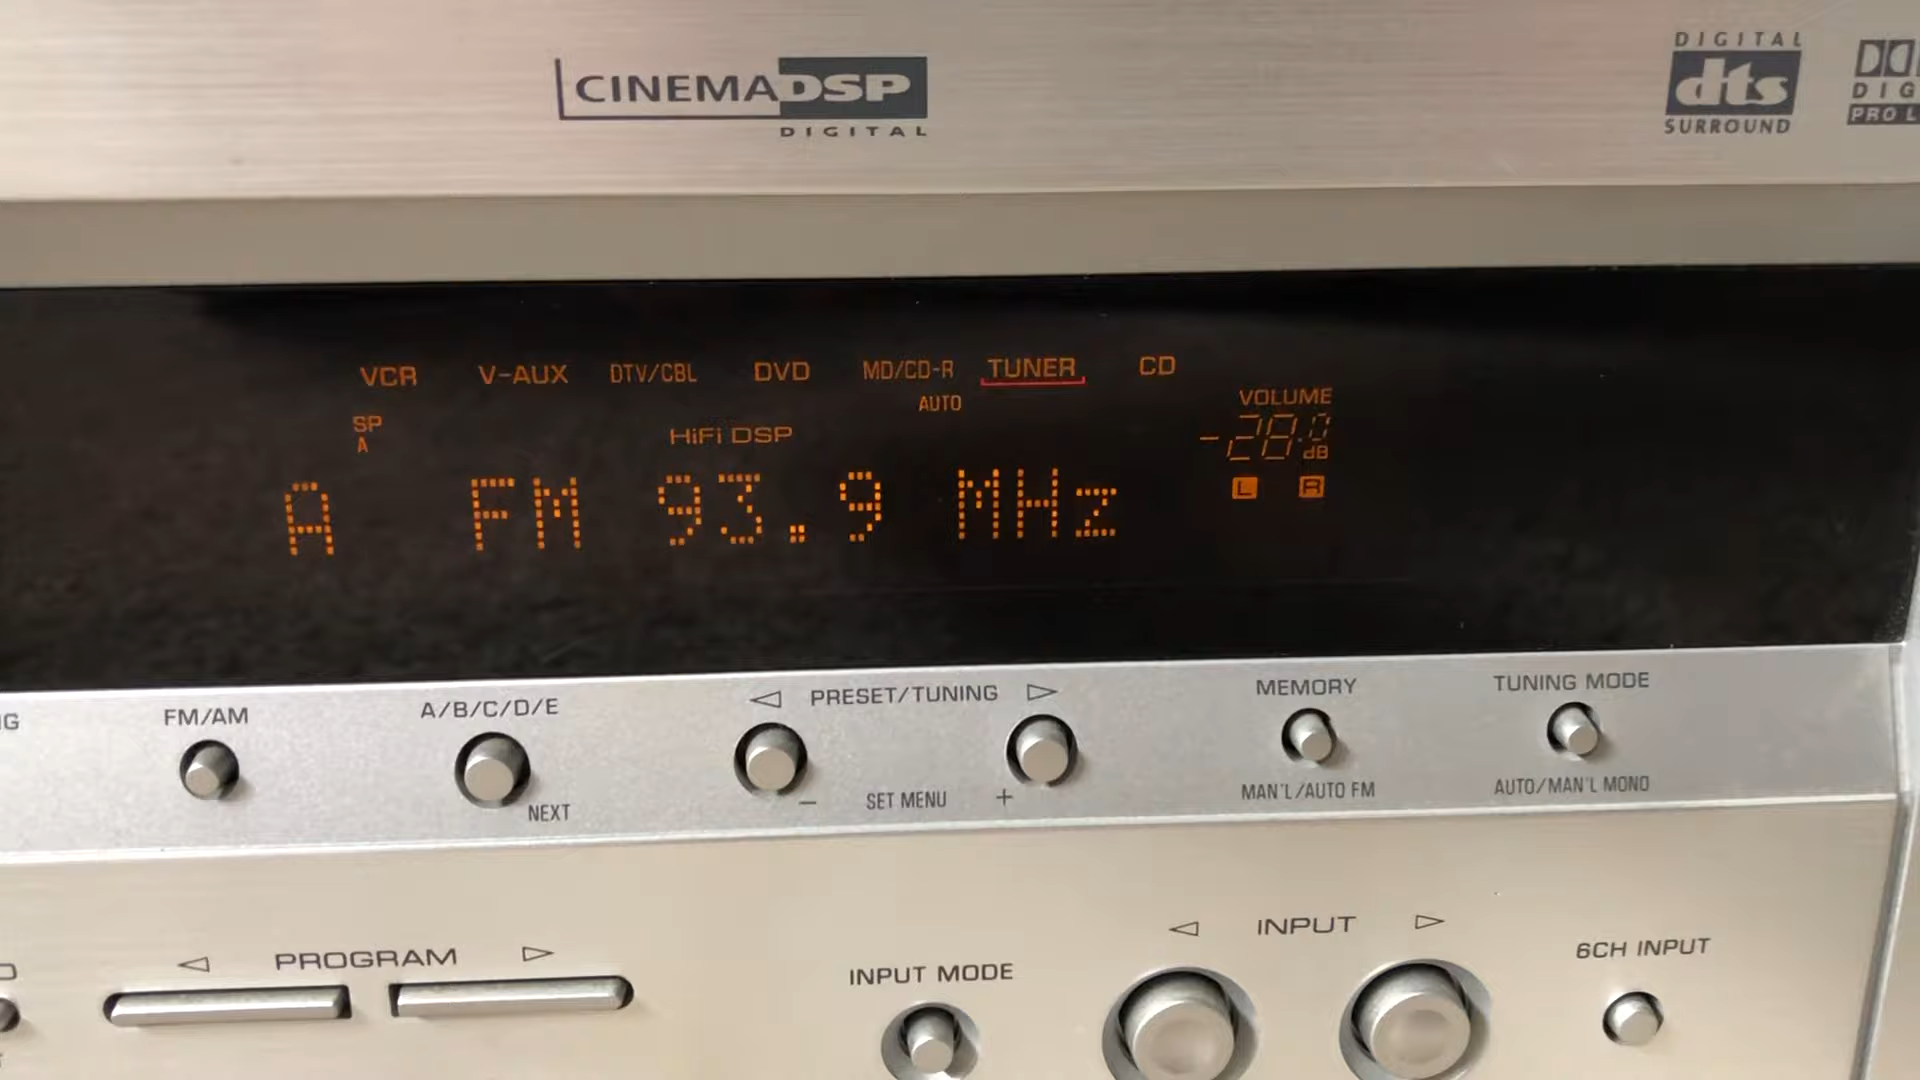 CINEMA DSP
DIGITAL
DIGITAL
dts
SURROUND
VCR V-AUX DTV/CBL DVD MD/CD-R TUNER CD
AUTO
VOLUME
SP
A
HiFi DSP
-28.0
dB
L R
A FM 93.9 MHz
FM/AM
A/B/C/D/E
NEXT
PRESET/TUNING
- SET MENU +
MEMORY
MAN'L/AUTO FM
TUNING MODE
AUTO/MAN'L MONO
PROGRAM
INPUT MODE
INPUT
6CH INPUT